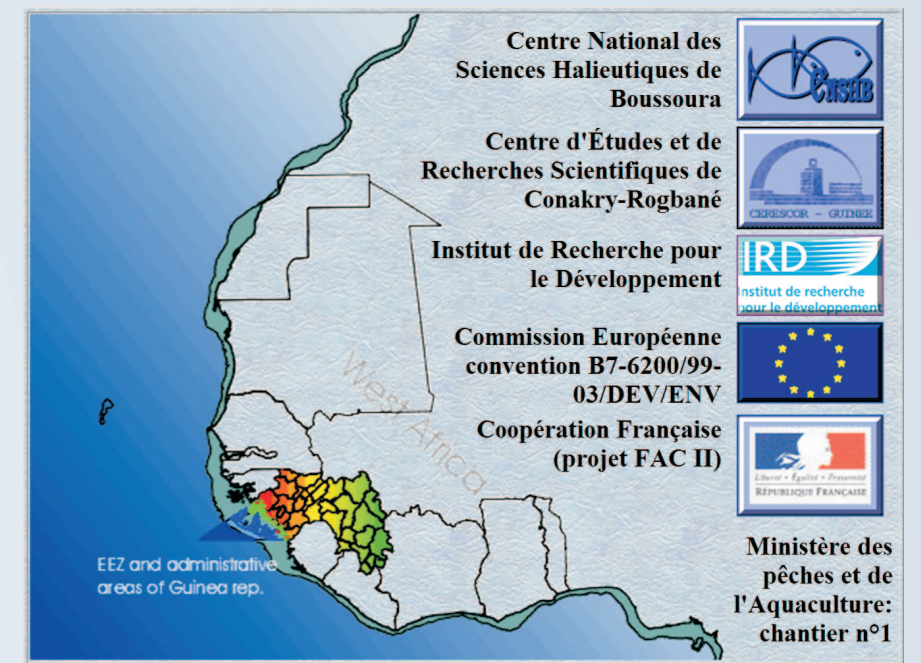 Centre National des
Sciences Halieutiques de
Boussoura
CNSHB
Centre d'Études et de
Recherches Scientifiques de
Conakry-Rogbané
CERESCOR - GUINEE
Institut de Recherche pour
le Développement
IRD
Institut de recherche
pour le développement
Commission Européenne
convention B7-6200/99-
03/DEV/ENV
Coopération Française
(projet FAC II)
Liberté • Égalité • Fraternité
RÉPUBLIQUE FRANÇAISE
West Africa
EEZ and administrative
areas of Guinea rep.
Ministère des
pêches et de
l'Aquaculture:
chantier n°1